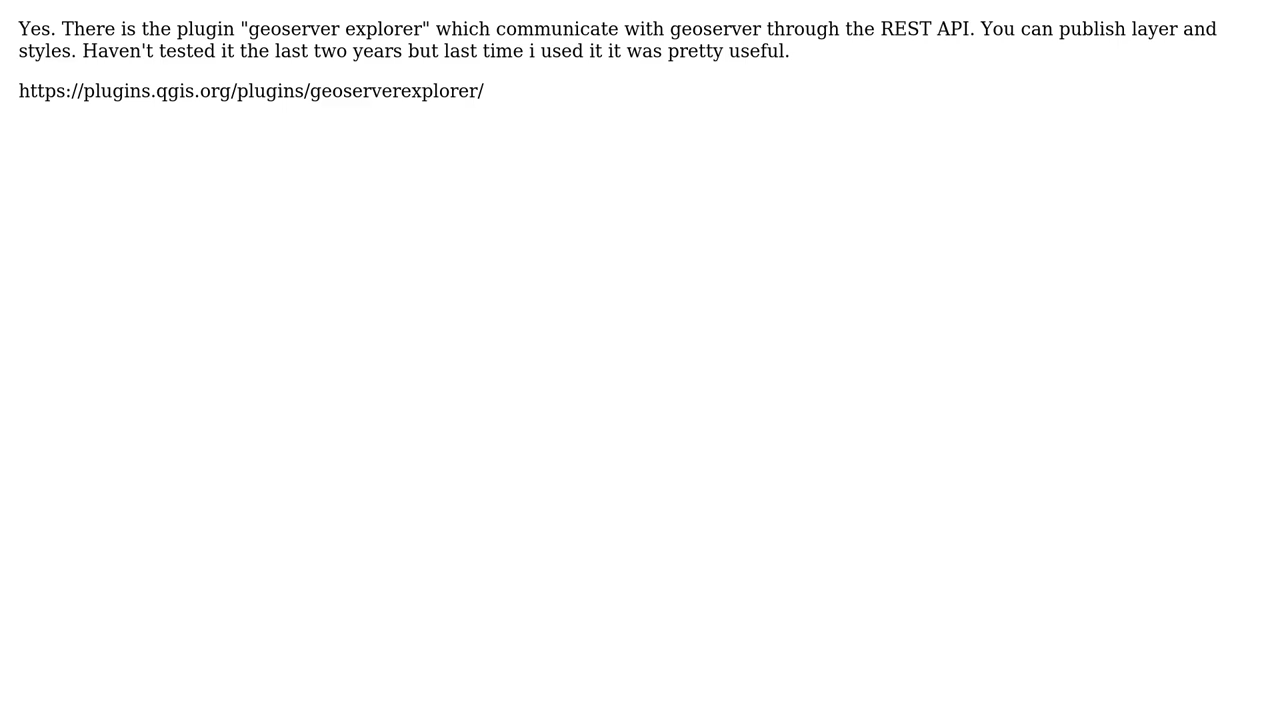 Yes. There is the plugin "geoserver explorer" which communicate with geoserver through the REST API. You can publish layer and
styles. Haven't tested it the last two years but last time i used it it was pretty useful.
https://plugins.qgis.org/plugins/geoserverexplorer/